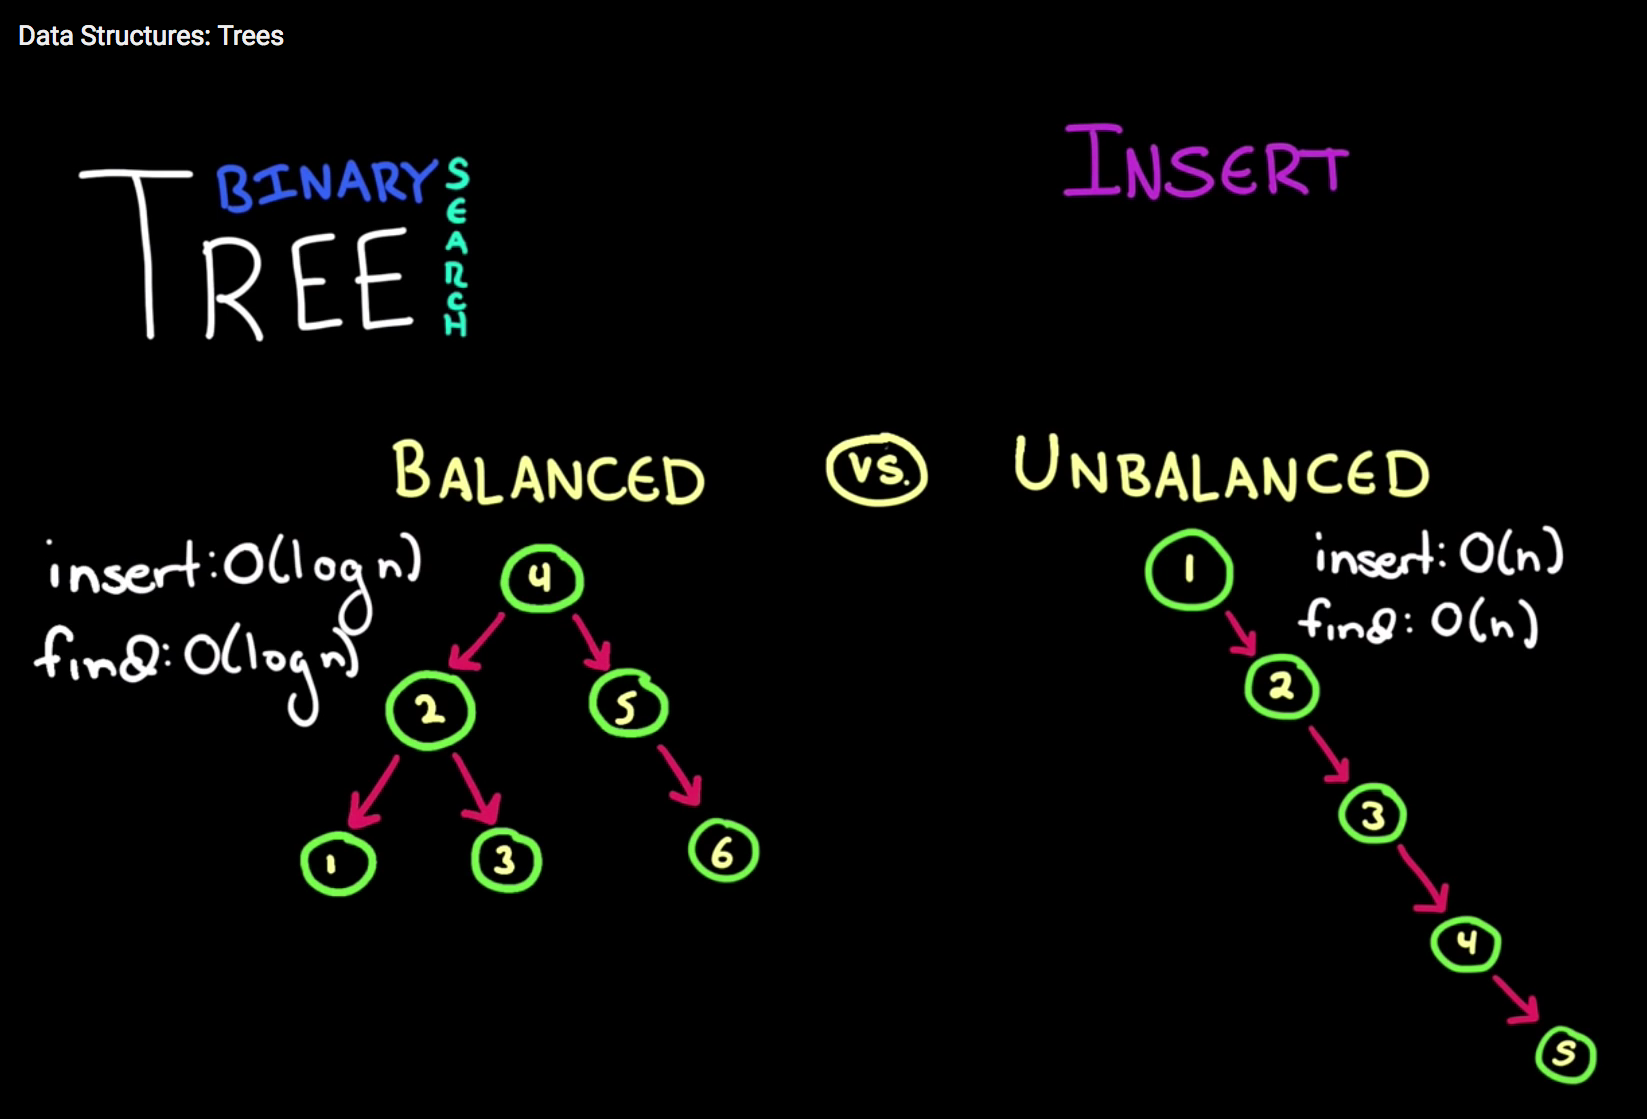 Data Structures: Trees
BINARY SEARCH
TREE
INSERT
BALANCED VS. UNBALANCED
insert: O(log n)
find: O(log n)
4
2 5
1 3 6
insert: O(n)
find: O(n)
1
2
3
4
5